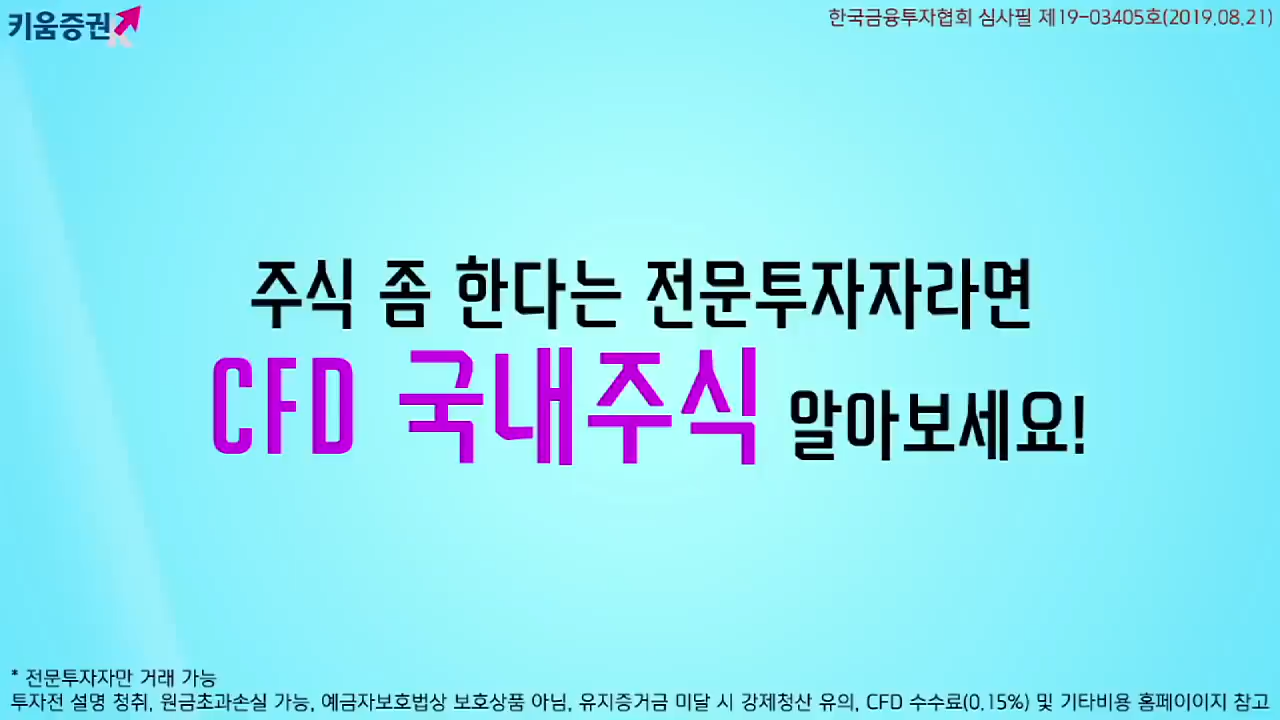 키움증권
한국금융투자협회 심사필 제19-03405호(2019.08.21)
주식 좀 한다는 전문투자자라면
CFD 국내주식 알아보세요!
* 전문투자자만 거래 가능
투자전 설명 청취, 원금초과손실 가능, 예금자보호법상 보호상품 아님, 유지증거금 미달 시 강제청산 유의, CFD 수수료(0.15%) 및 기타비용 홈페이이지 참고